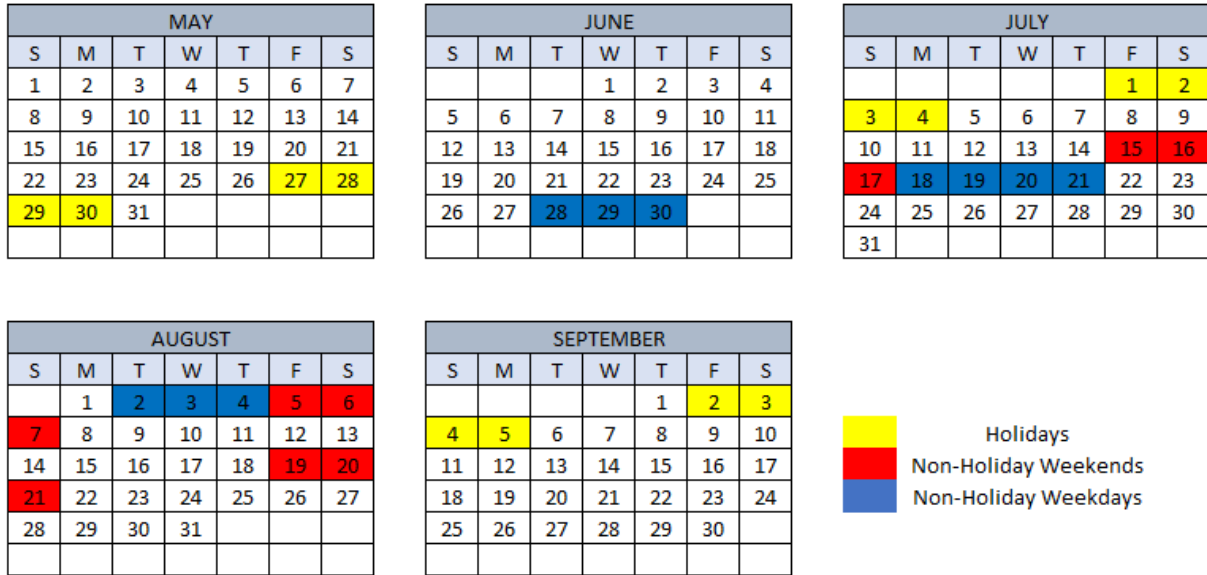 MAY
S M T W T F S
1 2 3 4 5 6 7
8 9 10 11 12 13 14
15 16 17 18 19 20 21
22 23 24 25 26 27 28
29 30 31
JUNE
S M T W T F S
1 2 3 4
5 6 7 8 9 10 11
12 13 14 15 16 17 18
19 20 21 22 23 24 25
26 27 28 29 30
JULY
S M T W T F S
1 2
3 4 5 6 7 8 9
10 11 12 13 14 15 16
17 18 19 20 21 22 23
24 25 26 27 28 29 30
31
AUGUST
S M T W T F S
1 2 3 4 5 6
7 8 9 10 11 12 13
14 15 16 17 18 19 20
21 22 23 24 25 26 27
28 29 30 31
SEPTEMBER
S M T W T F S
1 2 3
4 5 6 7 8 9 10
11 12 13 14 15 16 17
18 19 20 21 22 23 24
25 26 27 28 29 30
Holidays
Non-Holiday Weekends
Non-Holiday Weekdays